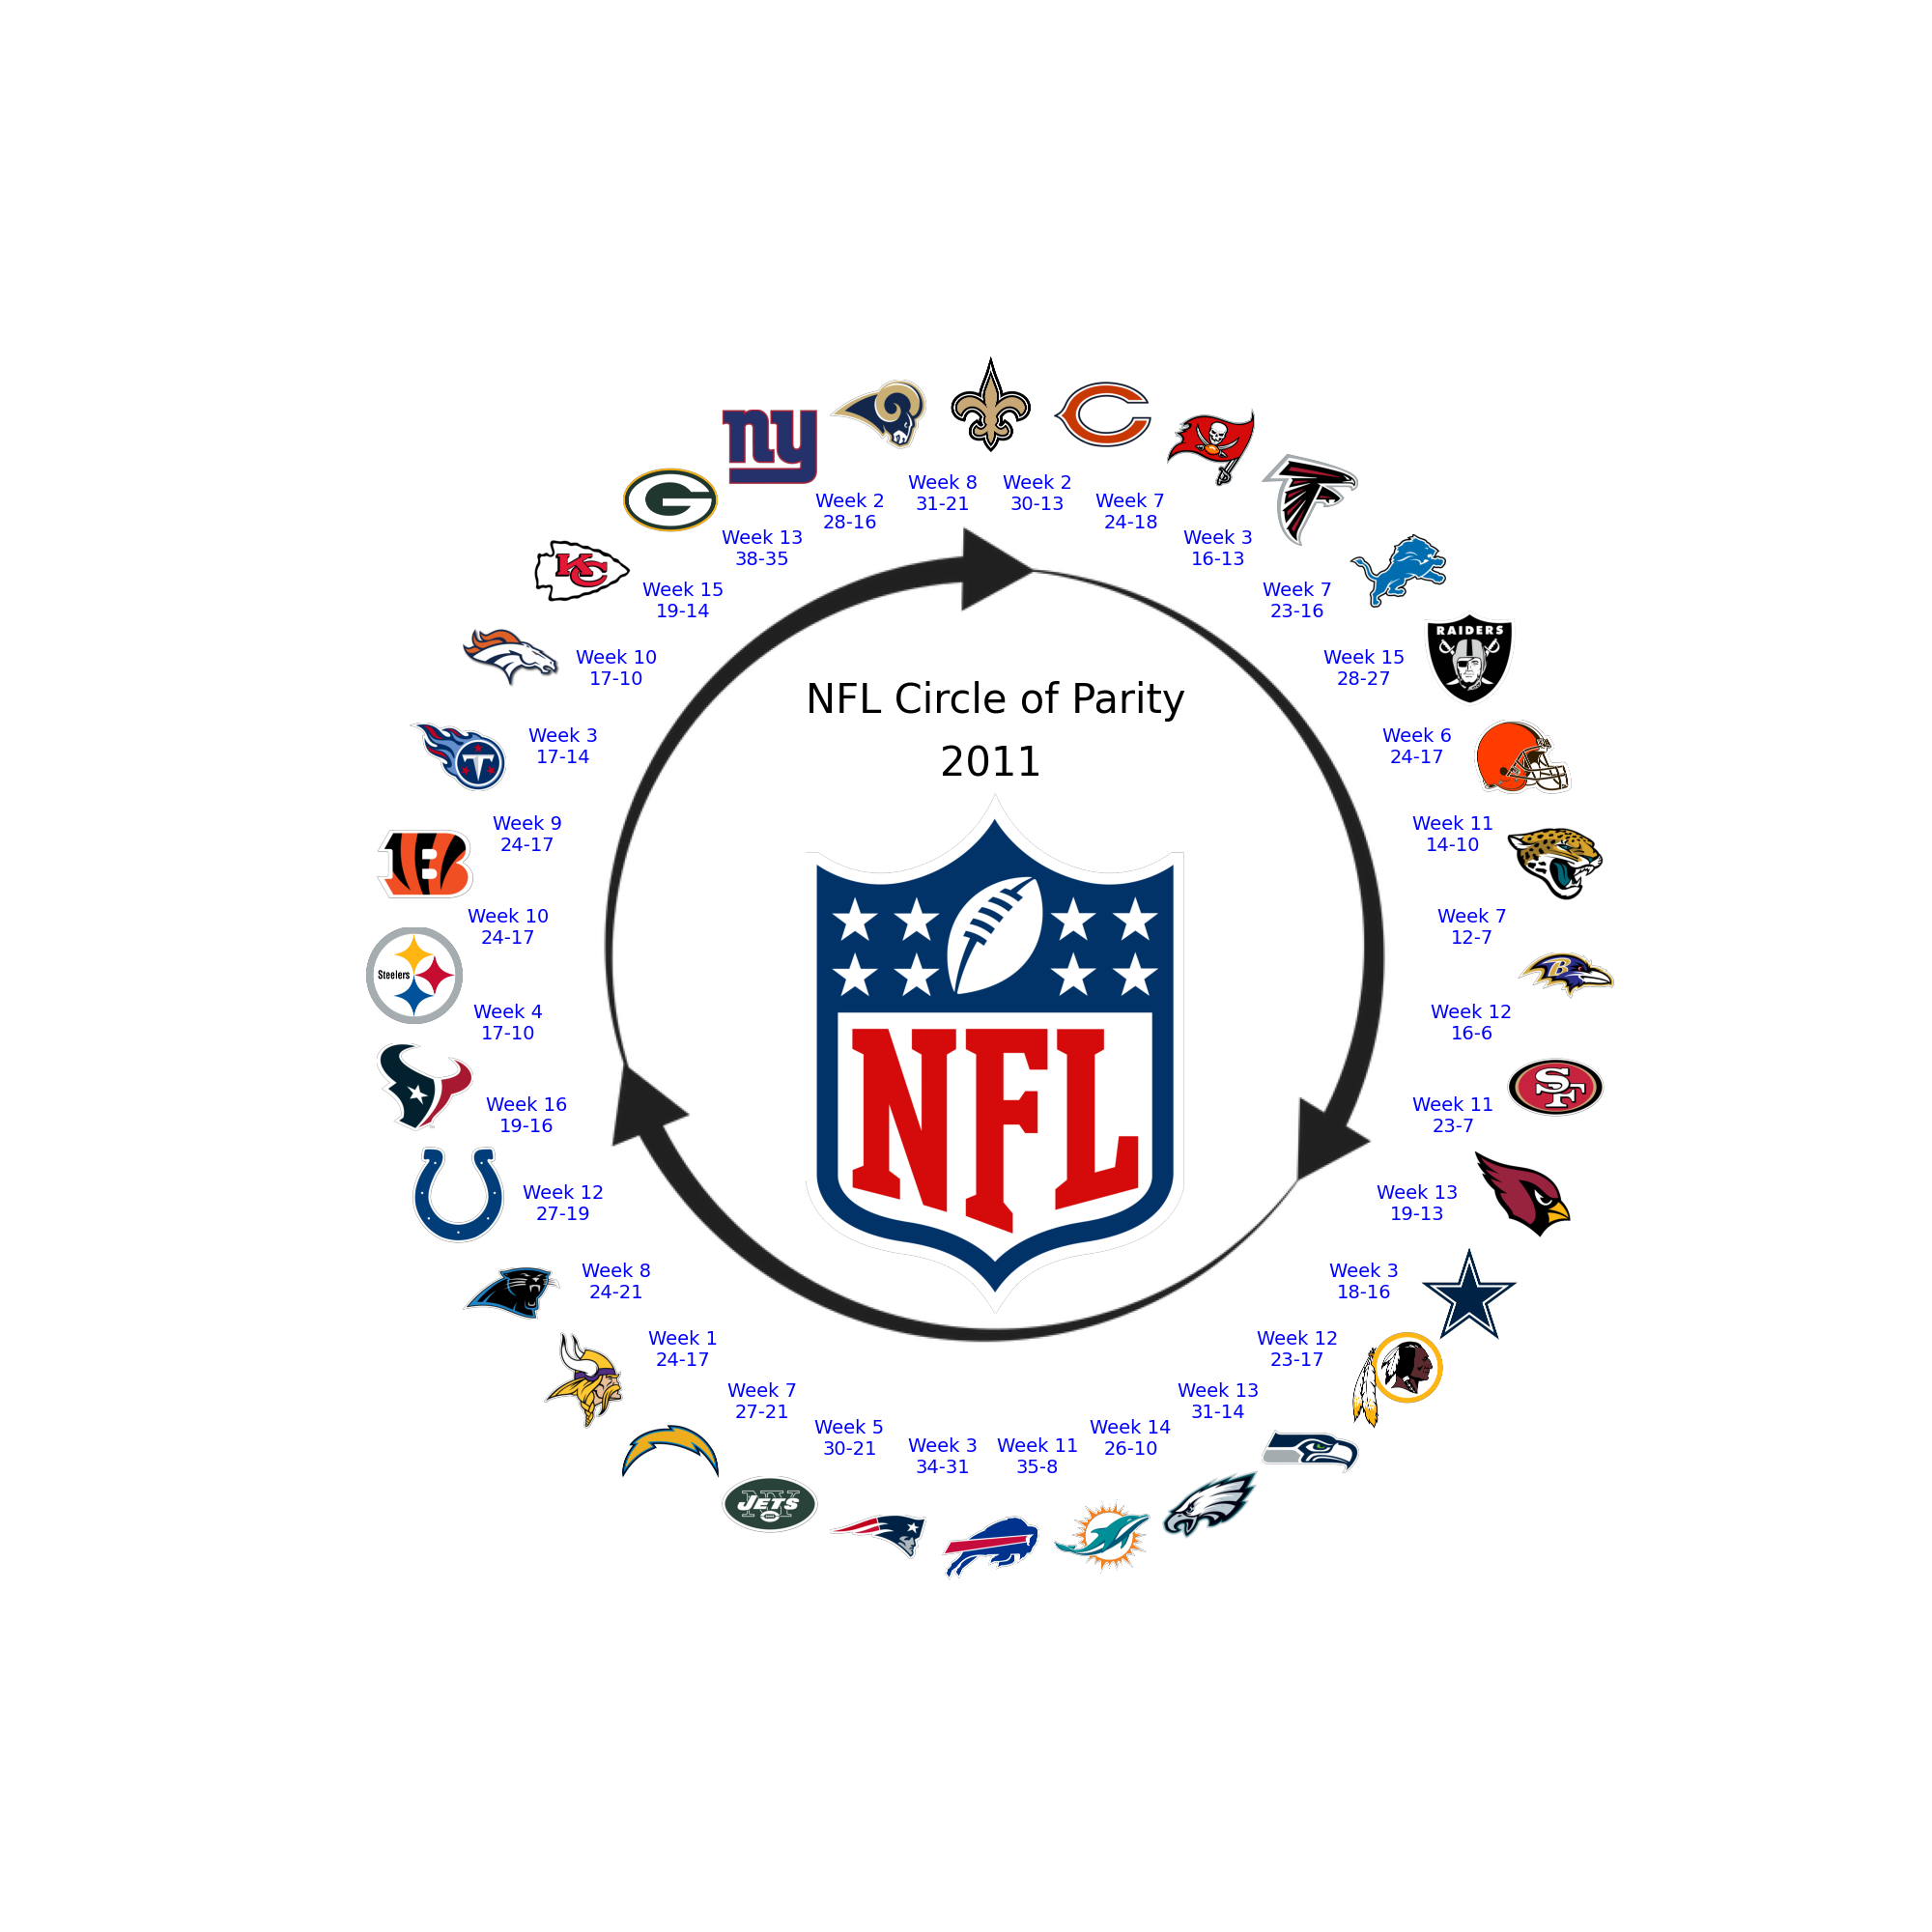 ny
Week 8
31-21
Week 2
30-13
Week 2
28-16
Week 7
24-18
Week 13
38-35
Week 3
16-13
KC
Week 15
19-14
Week 7
23-16
RAIDERS
Week 10
17-10
Week 15
28-27
NFL Circle of Parity
2011
Week 3
17-14
Week 6
24-17
T
Week 9
24-17
Week 11
14-10
B
Week 10
24-17
Week 7
12-7
Steelers
B
Week 4
17-10
Week 12
16-6
NFL
SF
Week 16
19-16
Week 11
23-7
Week 12
27-19
Week 13
19-13
Week 8
24-21
Week 3
18-16
Week 1
24-17
Week 12
23-17
Week 7
27-21
Week 13
31-14
Week 5
30-21
Week 14
26-10
Week 3
34-31
Week 11
35-8
NY
JETS